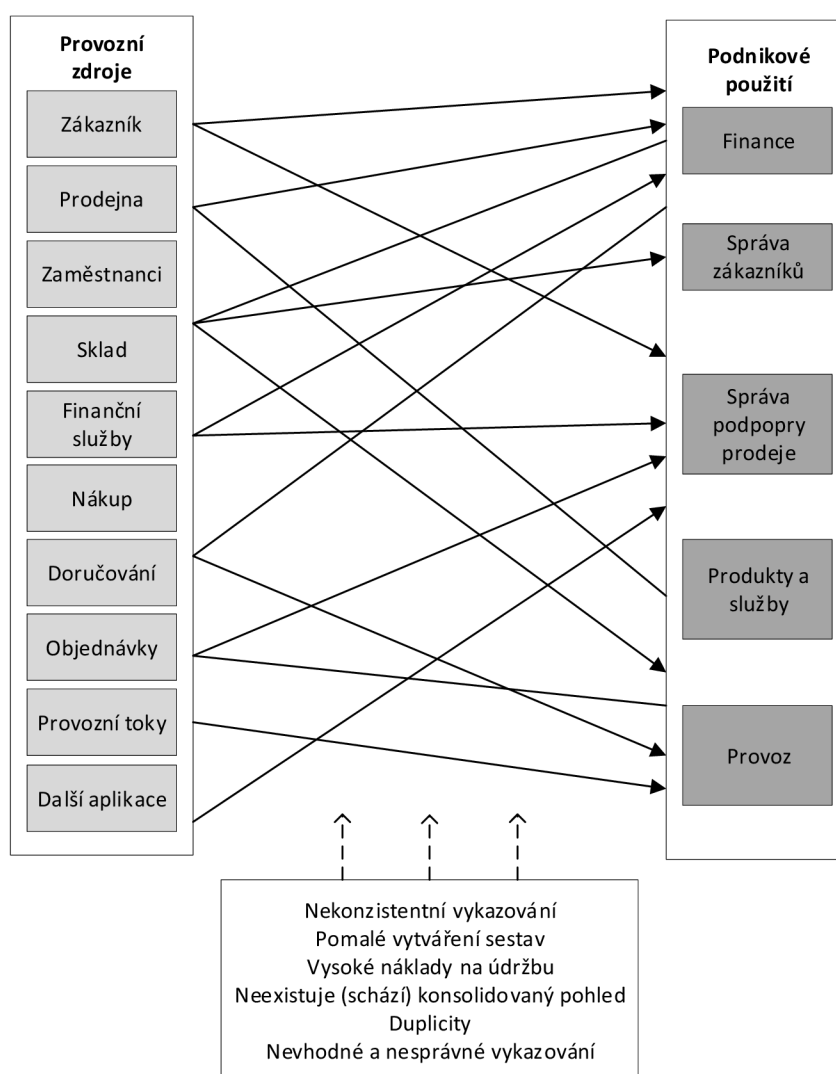 Provozní
zdroje
Zákazník
Prodejna
Zaměstnanci
Sklad
Finanční
služby
Nákup
Doručování
Objednávky
Provozní toky
Další aplikace
Podnikové
použití
Finance
Správa
zákazníků
Správa
podpopry
prodeje
Produkty a
služby
Provoz
Nekonzistentní vykazování
Pomalé vytváření sestav
Vysoké náklady na údržbu
Neexistuje (schází) konsolidovaný pohled
Duplicity
Nevhodné a nesprávné vykazování